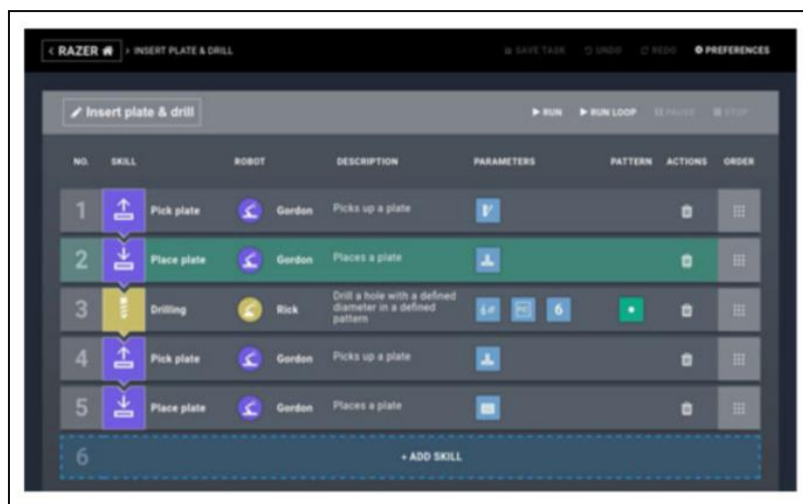 < RAZER > INSERT PLATE & DRILL SAVE TASK UNDO REDO PREFERENCES
Insert plate & drill RUN RUN LOOP PAUSE STOP
NO. SKILL ROBOT DESCRIPTION PARAMETERS PATTERN ACTIONS ORDER
1 Pick plate Gordon Picks up a plate
2 Place plate Gordon Places a plate
3 Drilling Rick Drill a hole with a defined
diameter in a defined
pattern
6
4 Pick plate Gordon Picks up a plate
5 Place plate Gordon Places a plate
6 + ADD SKILL